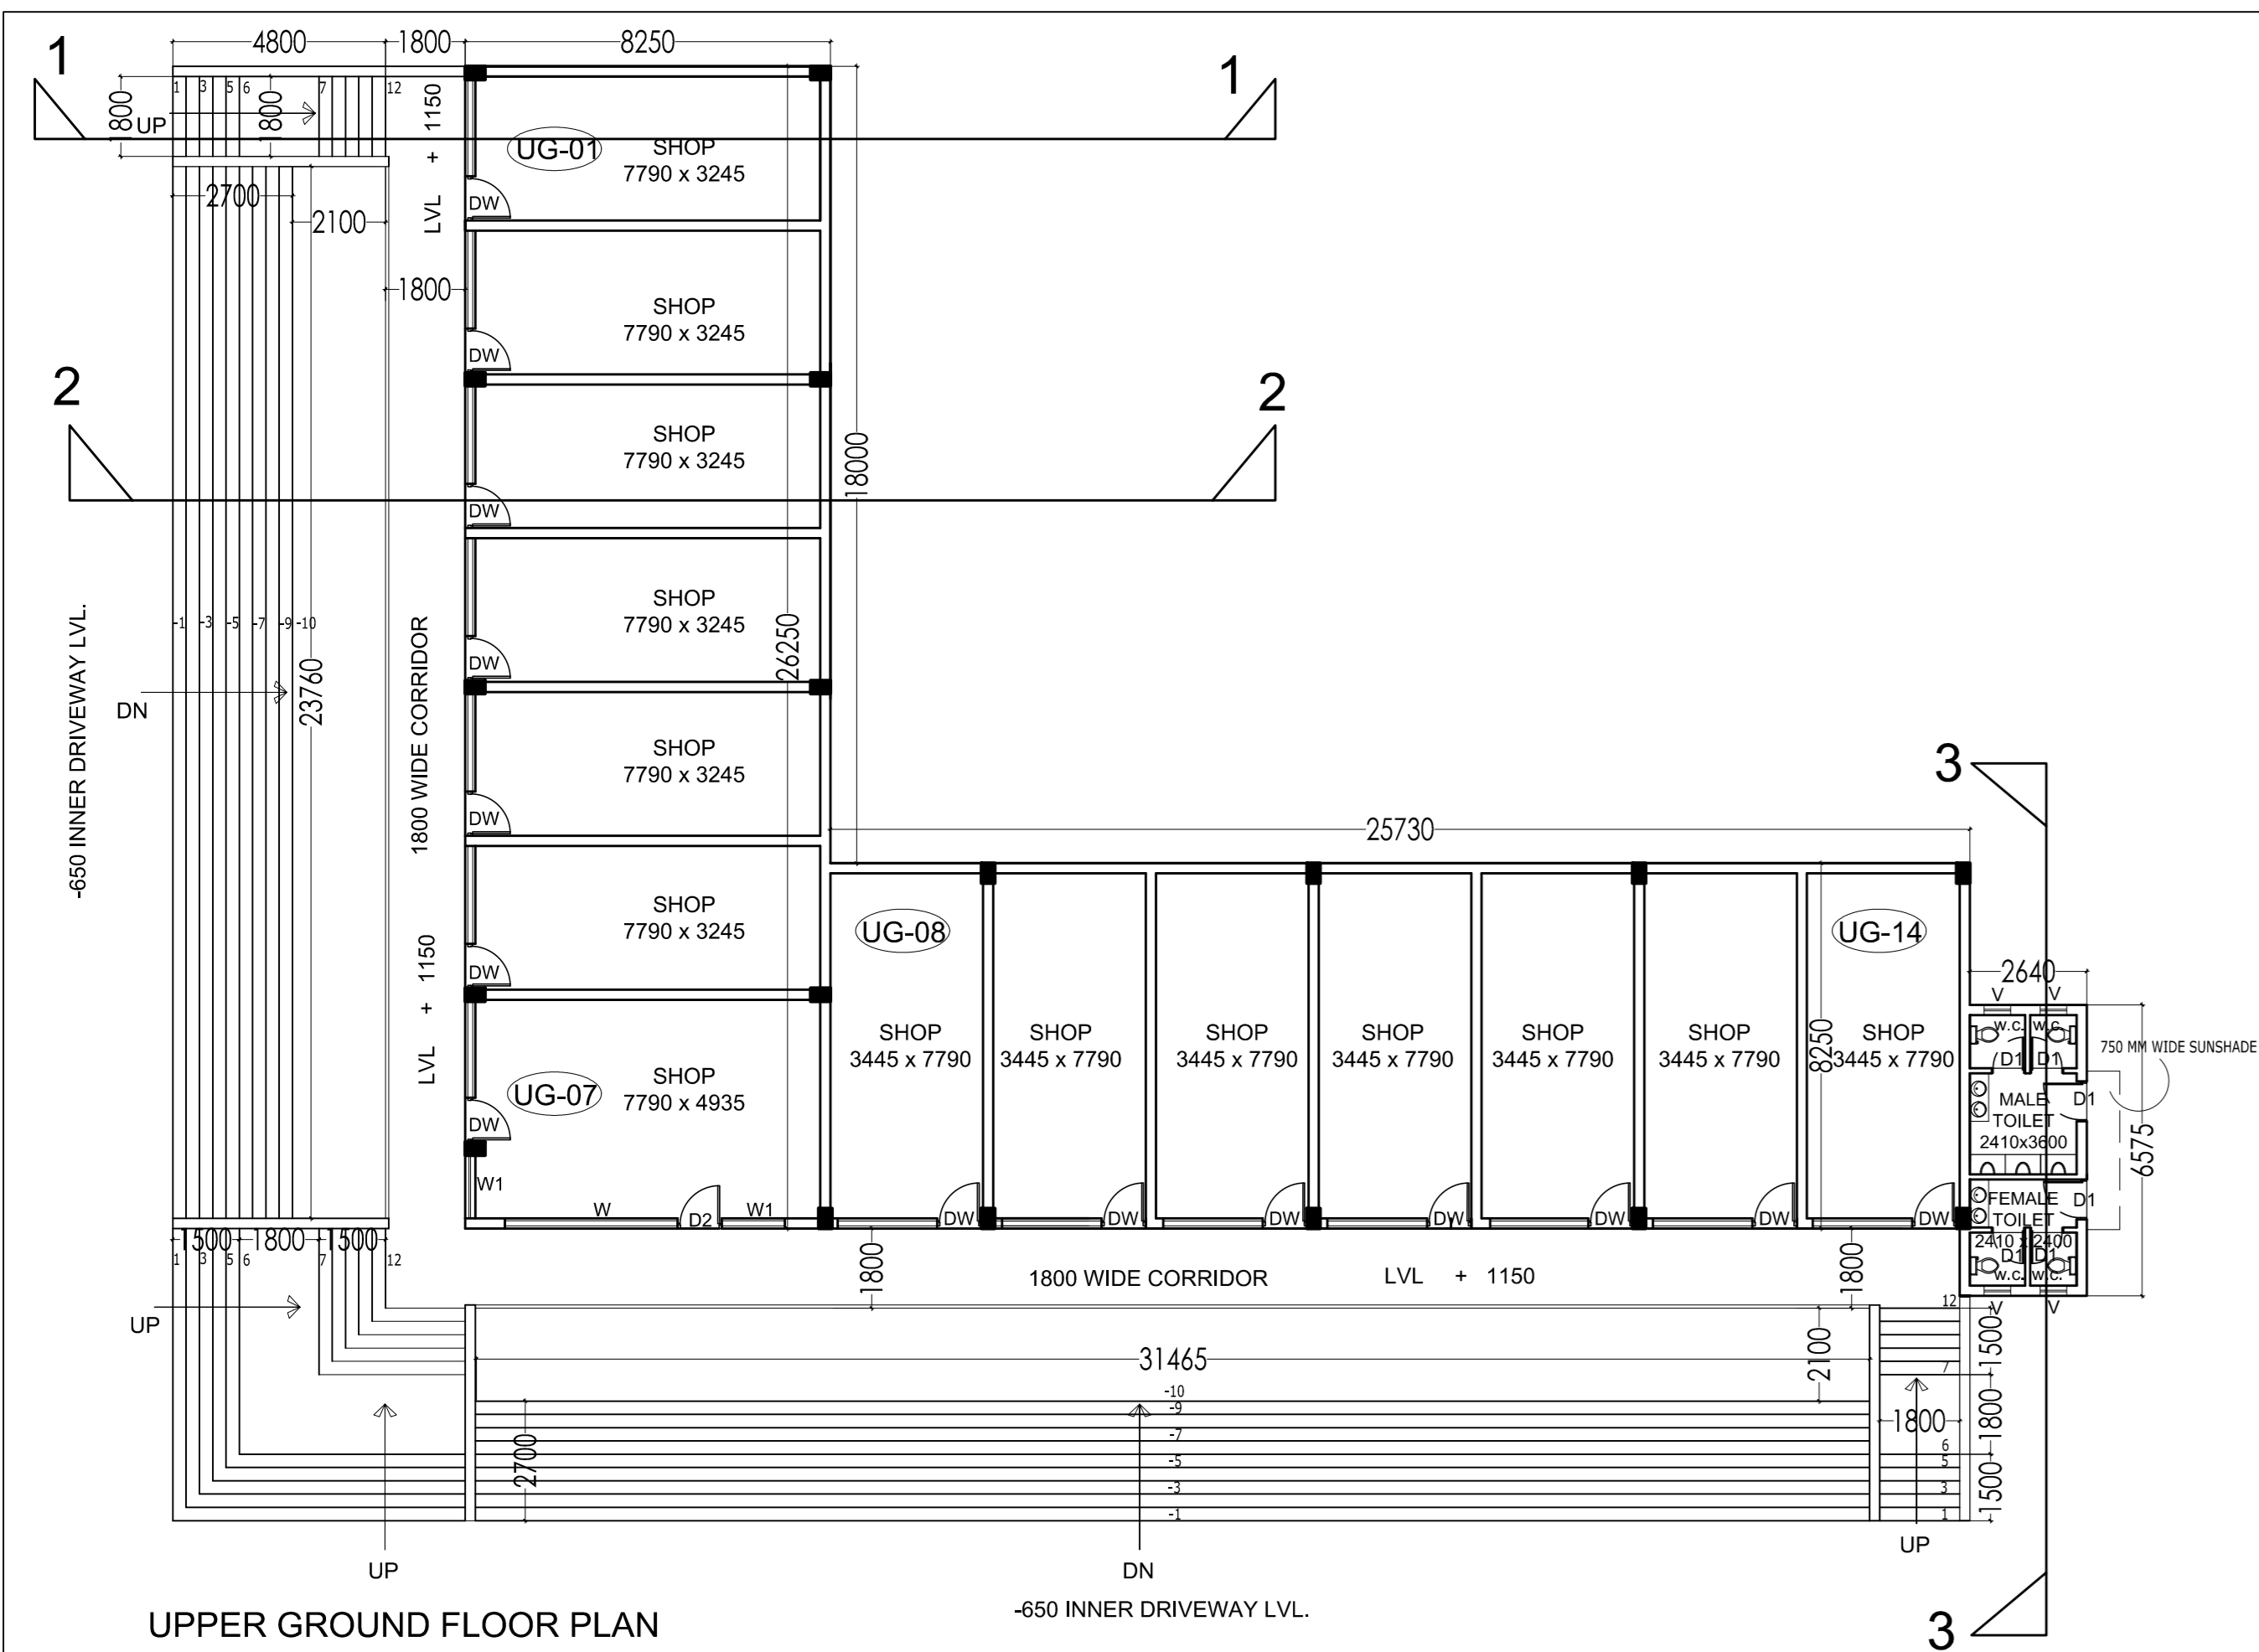 4800
1800
8250
1
1
1
3
5
6
7
12
1800
1800
UP
LVL + 1150
UG-01
SHOP
7790 x 3245
DW
2700
2100
1800
SHOP
7790 x 3245
DW
2
2
SHOP
7790 x 3245
DW
18000
SHOP
7790 x 3245
DW
26250
-1
-3
-5
-7
-9
-10
23760
-650 INNER DRIVEWAY LVL.
DN
1800 WIDE CORRIDOR
SHOP
7790 x 3245
DW
3
25730
SHOP
7790 x 3245
DW
LVL + 1150
UG-07
SHOP
7790 x 4935
DW
W1
W
D2
W1
UG-08
UG-14
SHOP
3445 x 7790
SHOP
3445 x 7790
SHOP
3445 x 7790
SHOP
3445 x 7790
SHOP
3445 x 7790
SHOP
3445 x 7790
8250
SHOP
3445 x 7790
DW
DW
DW
DW
DW
DW
DW
2640
V
V
w.c.
w.c.
D1
D1
750 MM WIDE SUNSHADE
MALE
TOILET
2410x3600
D1
6575
FEMALE
TOILET
2410 x 2400
D1
D1
D1
w.c.
w.c.
V
V
1500
1800
1500
1
3
5
6
7
12
UP
1800
1800 WIDE CORRIDOR
LVL + 1150
1800
12
1500
2100
31465
7
1800
1800
-10
-9
-7
-5
-3
-1
27000
6
5
3
1
1500
UP
DN
UP
-650 INNER DRIVEWAY LVL.
UPPER GROUND FLOOR PLAN
3